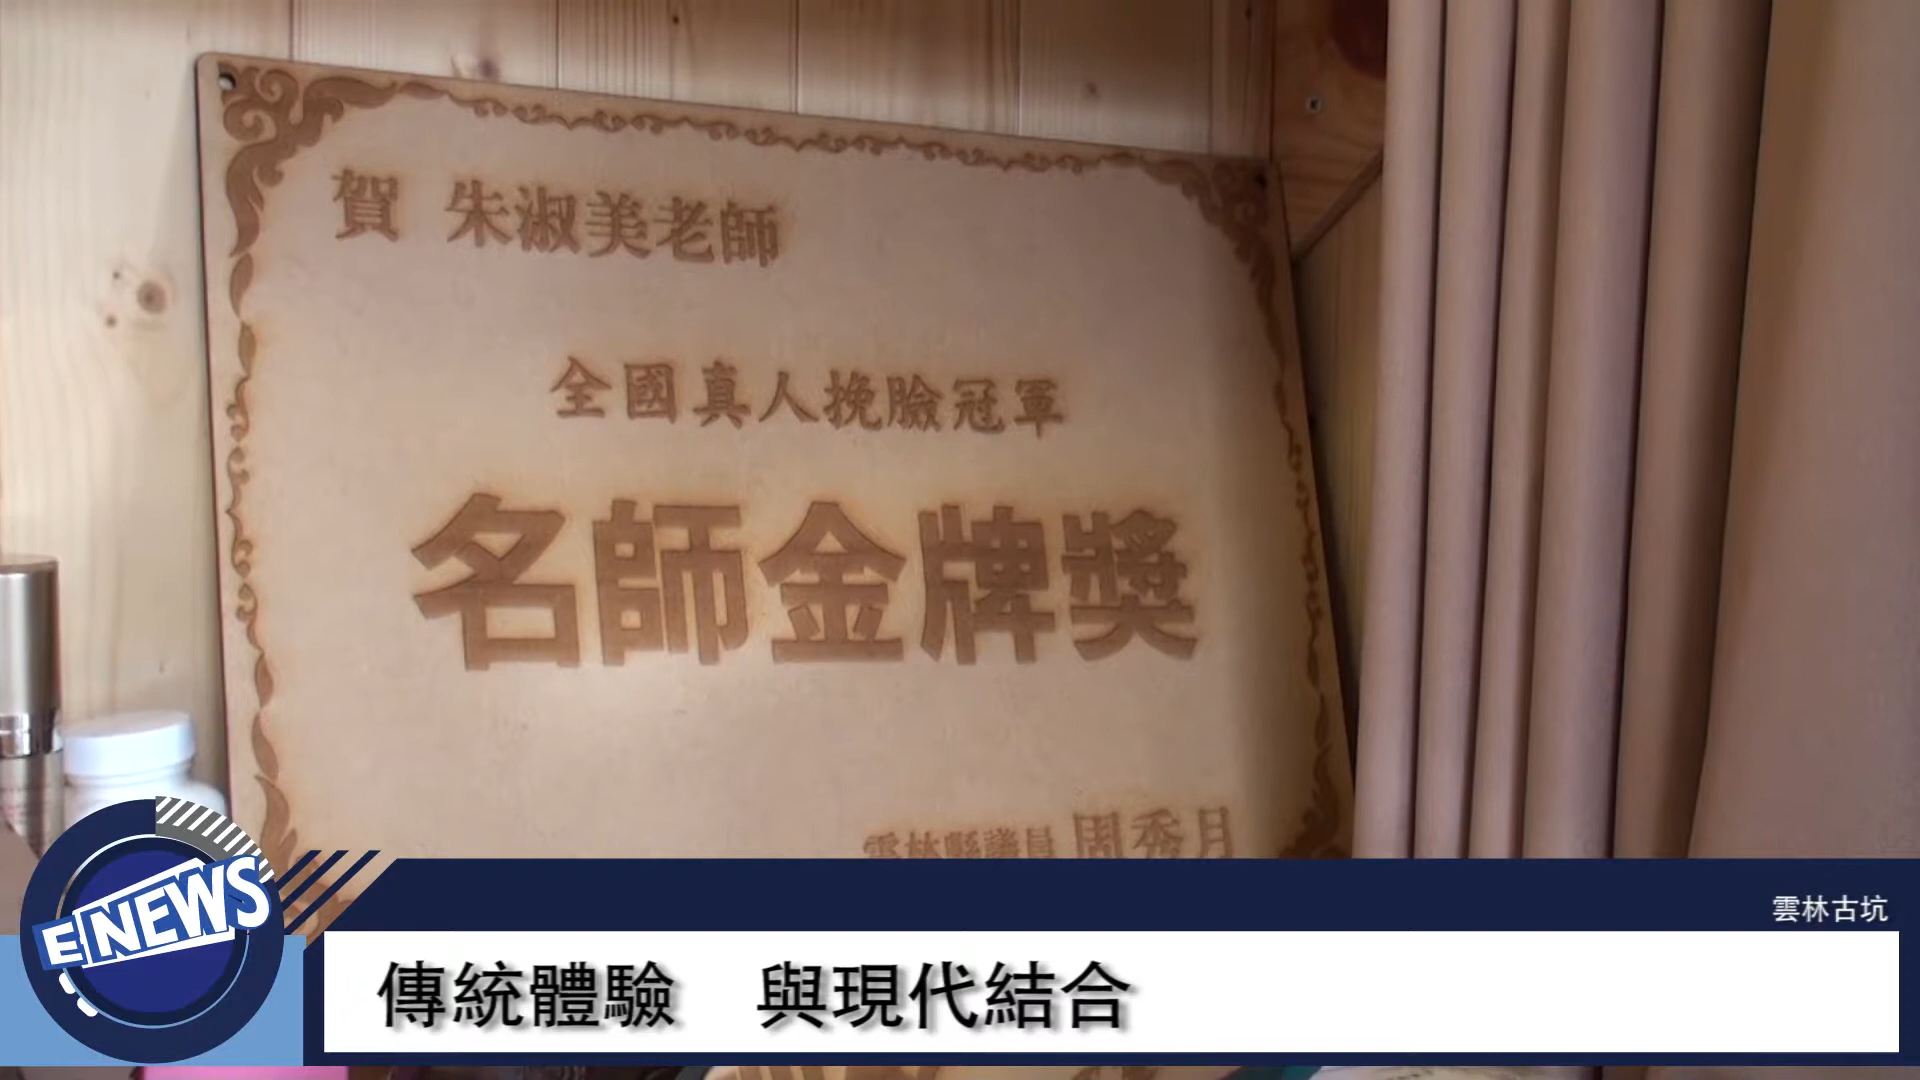 賀 朱淑美老師
全國真人挽臉冠軍
名師金牌獎
雲林縣議員 周秀月
雲林古坑
E-NEWS
傳統體驗 與現代結合